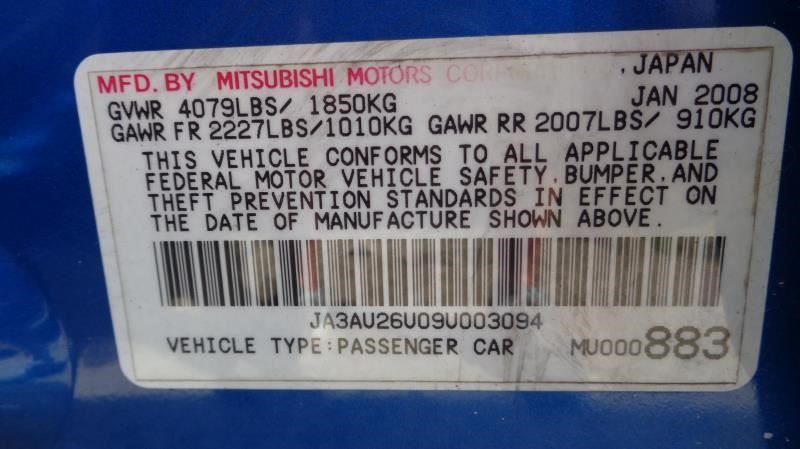 MFD. BY MITSUBISHI MOTORS , JAPAN
GVWR 4079LBS/ 1850KG JAN 2008
GAWR FR 2227LBS/1010KG GAWR RR 2007LBS/ 910KG
THIS VEHICLE CONFORMS TO ALL APPLICABLE
FEDERAL MOTOR VEHICLE SAFETY.BUMPER.AND
THEFT PREVENTION STANDARDS IN EFFECT ON
THE DATE OF MANUFACTURE SHOWN ABOVE.
JA3AU26U09U003094
VEHICLE TYPE:PASSENGER CAR MU000883